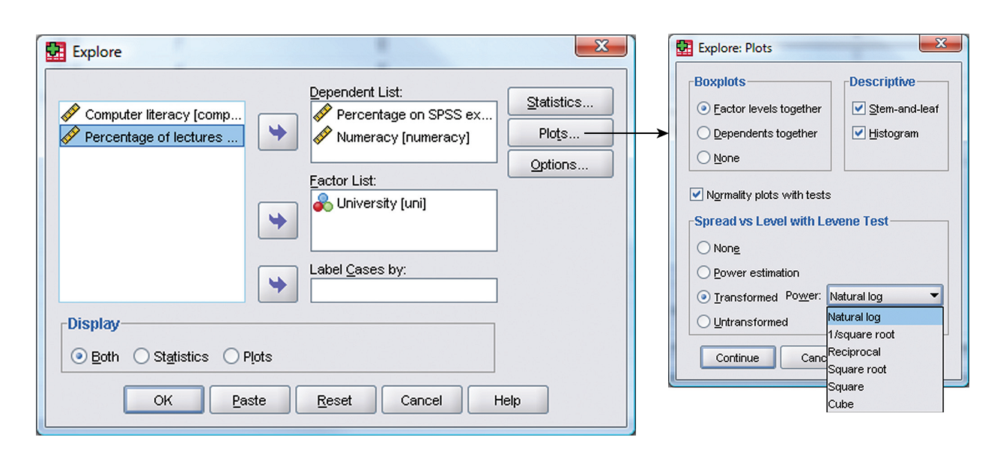 Explore
Computer literacy [comp...
Percentage of lectures ...
Dependent List:
Percentage on SPSS ex...
Numeracy [numeracy]
Factor List:
University [uni]
Label Cases by:
Statistics...
Plots...
Options...
Display
Both Statistics Plots
OK Paste Reset Cancel Help
Explore: Plots
Boxplots
Factor levels together
Dependents together
None
Descriptive
Stem-and-leaf
Histogram
Normality plots with tests
Spread vs Level with Levene Test
None
Power estimation
Transformed Power: Natural log
Untransformed
Natural log
1/square root
Reciprocal
Square root
Square
Cube
Continue Canc